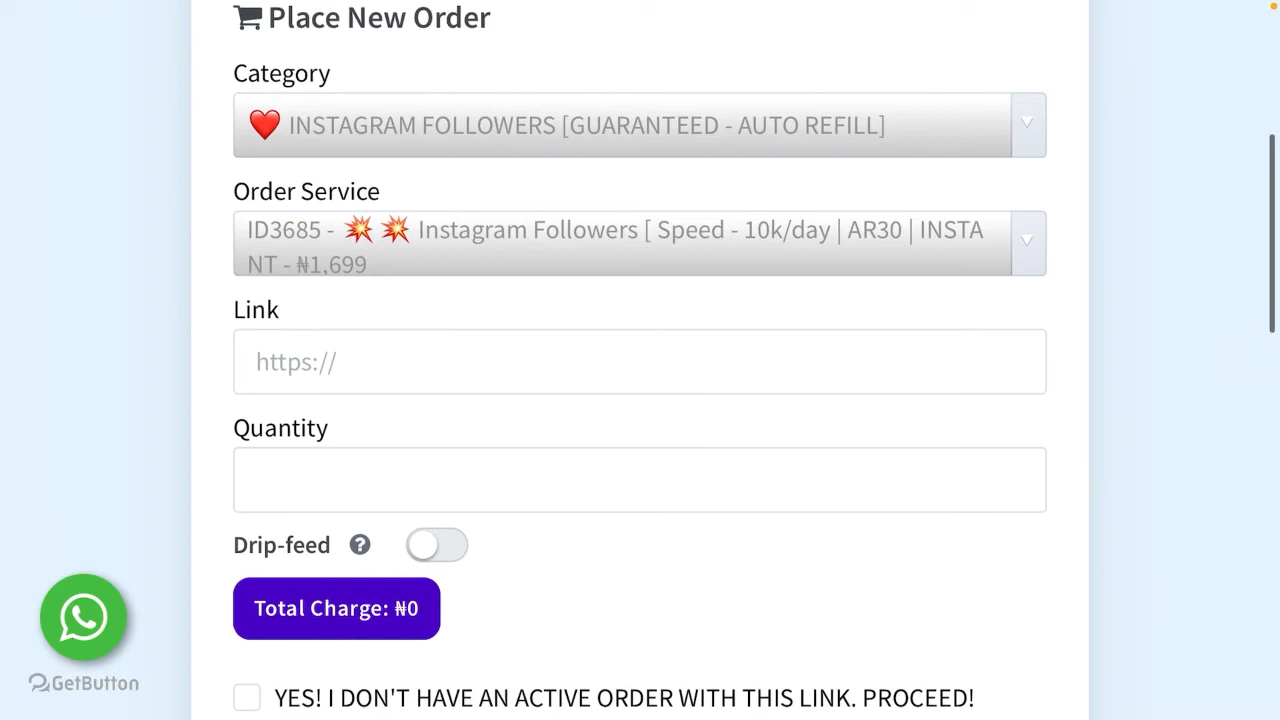 Place New Order
Category
❤️ INSTAGRAM FOLLOWERS [GUARANTEED - AUTO REFILL]
Order Service
ID3685 - 💥 💥 Instagram Followers [ Speed - 10k/day | AR30 | INSTA
NT - ₦1,699
Link
https://
Quantity
Drip-feed ?
Total Charge: ₦0
GetButton
YES! I DON'T HAVE AN ACTIVE ORDER WITH THIS LINK. PROCEED!